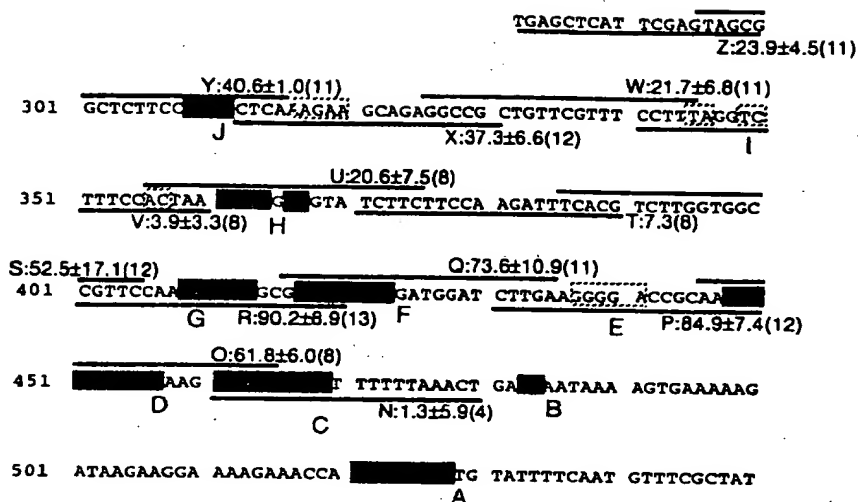 TGAGCTCATT CGAGTAGCG
Z:23.9±4.5(11)
Y:40.6±1.0(11) W:21.7±6.8(11)
301 GCTCTTCC CTCAAAGAA GCAGAGGCCG CTGTTCGTTT CCTTTAGGTC
J X:37.3±6.6(12) I
U:20.6±7.5(8)
351 TTTCCACTAA G GTA TCTTCTTCCA AGATTTCACG TCTTGGTGGC
V:3.9±3.3(8) H T:7.3(8)
S:52.5±17.1(12) Q:73.6±10.9(11)
401 CGTTCCAA GCG GATGGAT CTTGAAGGGG ACCGCAA
G R:90.2±8.9(13) F E P:84.9±7.4(12)
O:61.8±6.0(8)
451 AAG T TTTTTAAACT GA AATAAA AGTGAAAAAG
D C N:1.3±5.9(4) B
501 ATAAGAAGGA AAAGAAACCA TG TATTTTCAAT GTTTCGCTAT
A